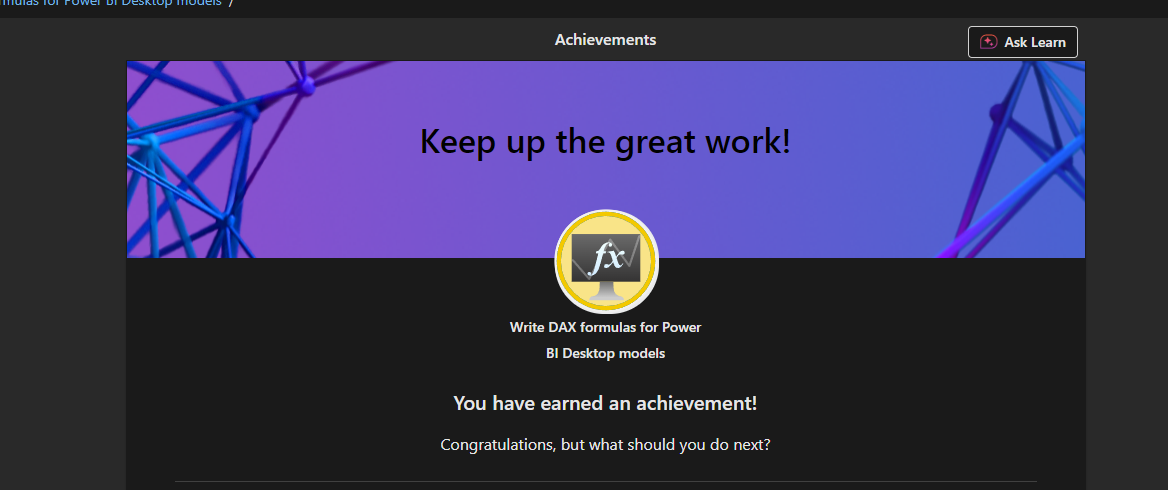 for Power BI Desktop models /
Achievements
Ask Learn
Keep up the great work!
fx
Write DAX formulas for Power
BI Desktop models
You have earned an achievement!
Congratulations, but what should you do next?